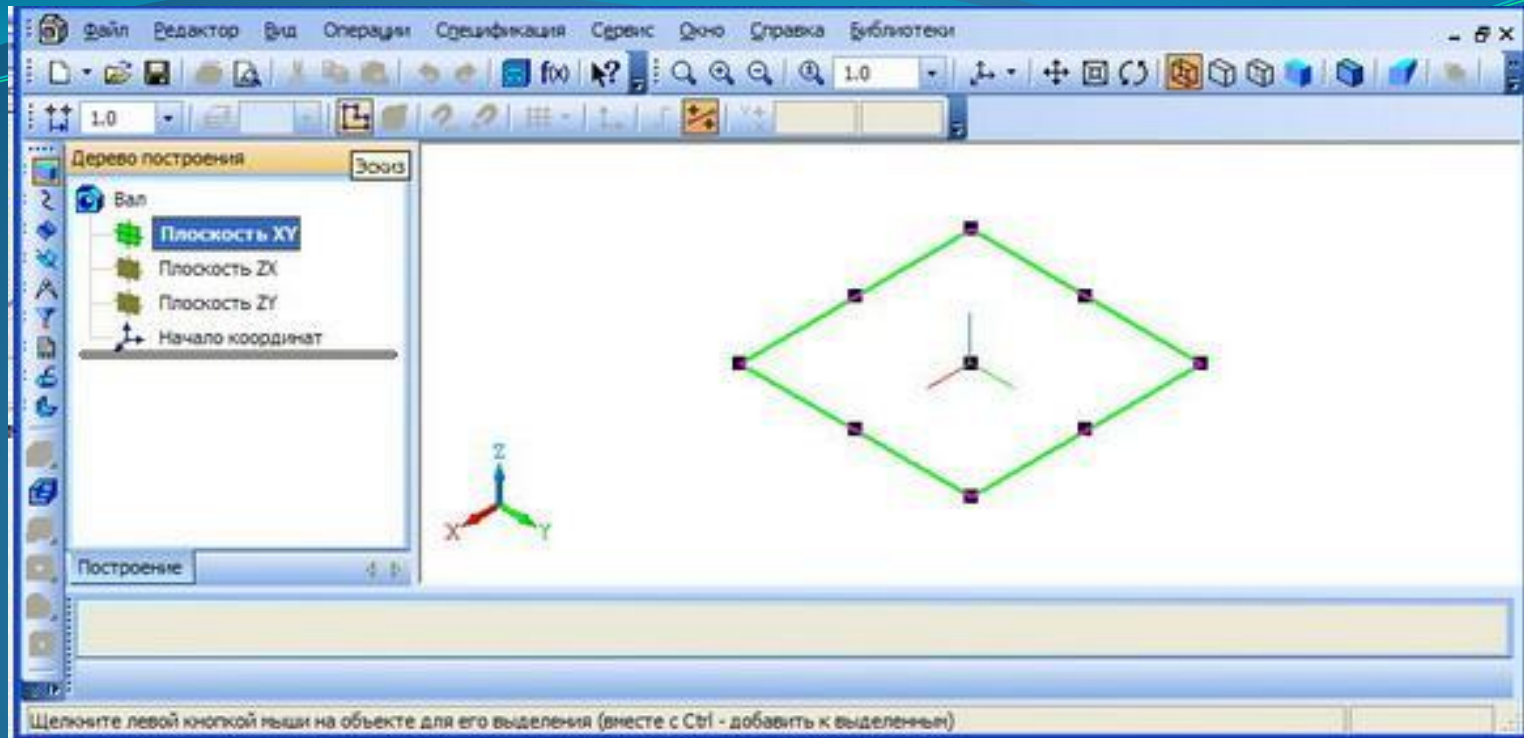 Файл Редактор Вид Операции Спецификация Сервис Окно Справка Библиотеки
f(x) 1.0
1.0
Дерево построения
Эскиз
Вал
Плоскость XY
Плоскость ZX
Плоскость ZY
Начало координат
Z
X Y
Построение
Щелкните левой кнопкой мыши на объекте для его выделения (вместе с Ctrl - добавить к выделенным)